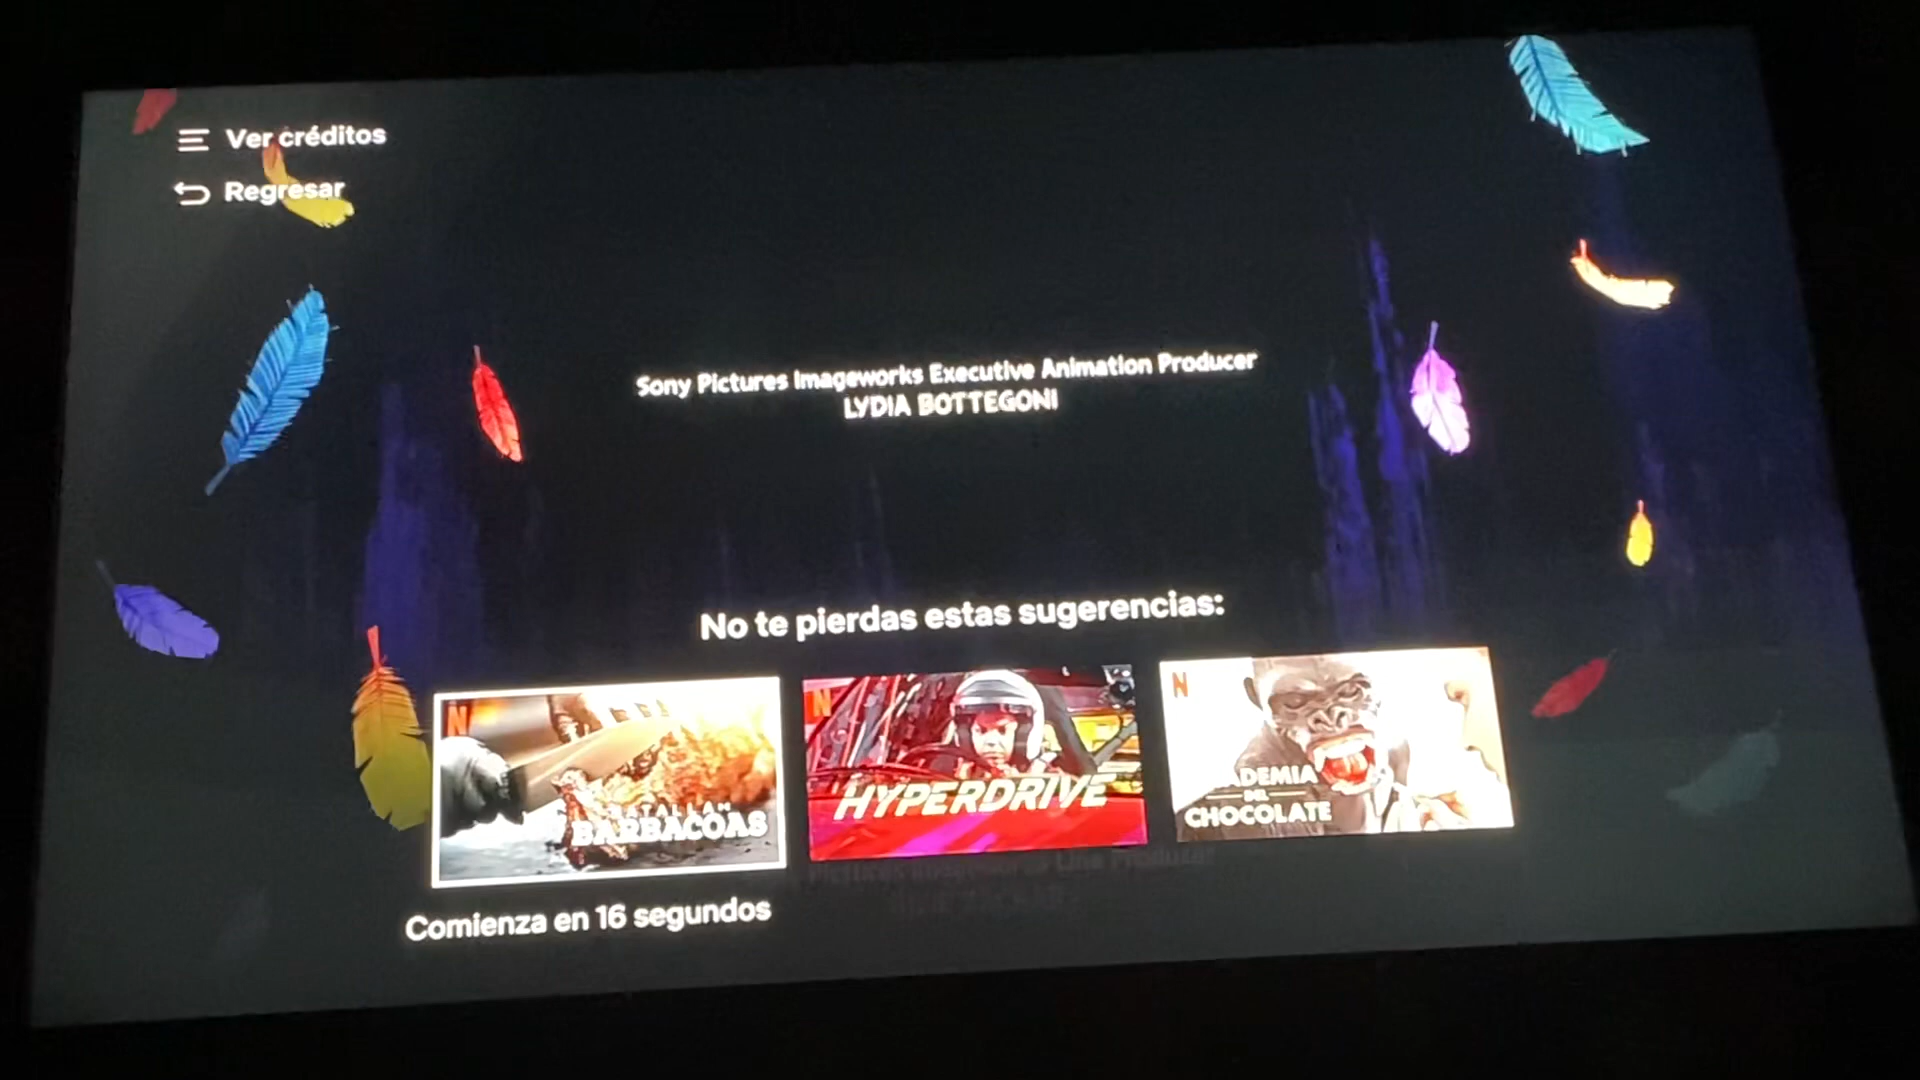 Ver créditos
Regresar
Sony Pictures Imageworks Executive Animation Producer
LYDIA BOTTEGONI
No te pierdas estas sugerencias:
N
BARBACOAS
N
HYPERDRIVE
N
DEL
CHOCOLATE
Comienza en 16 segundos